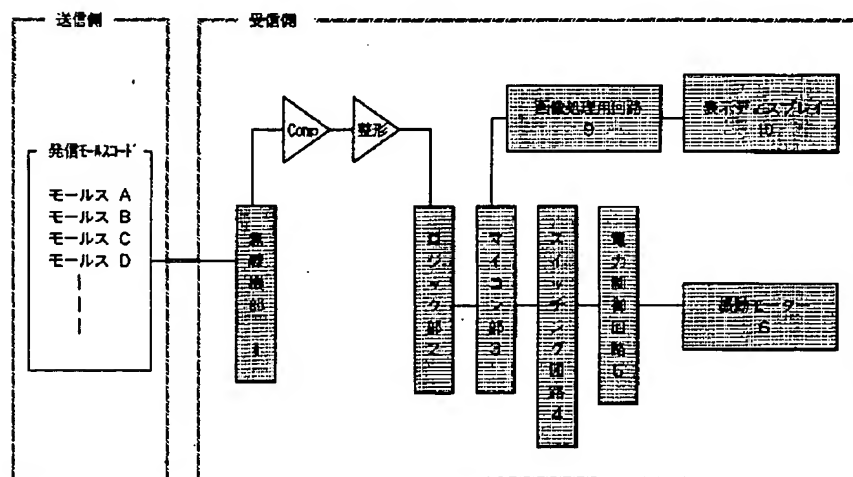 送信側
受信側
発信モールスコード
モールス A
モールス B
モールス C
モールス D
Comp
整形
画像処理用回路
9
表示ディスプレイ
10
無線機部 1
ロジック部 2
マイコン部 3
スイッチング回路 4
電力制御回路 5
振動モーター
6